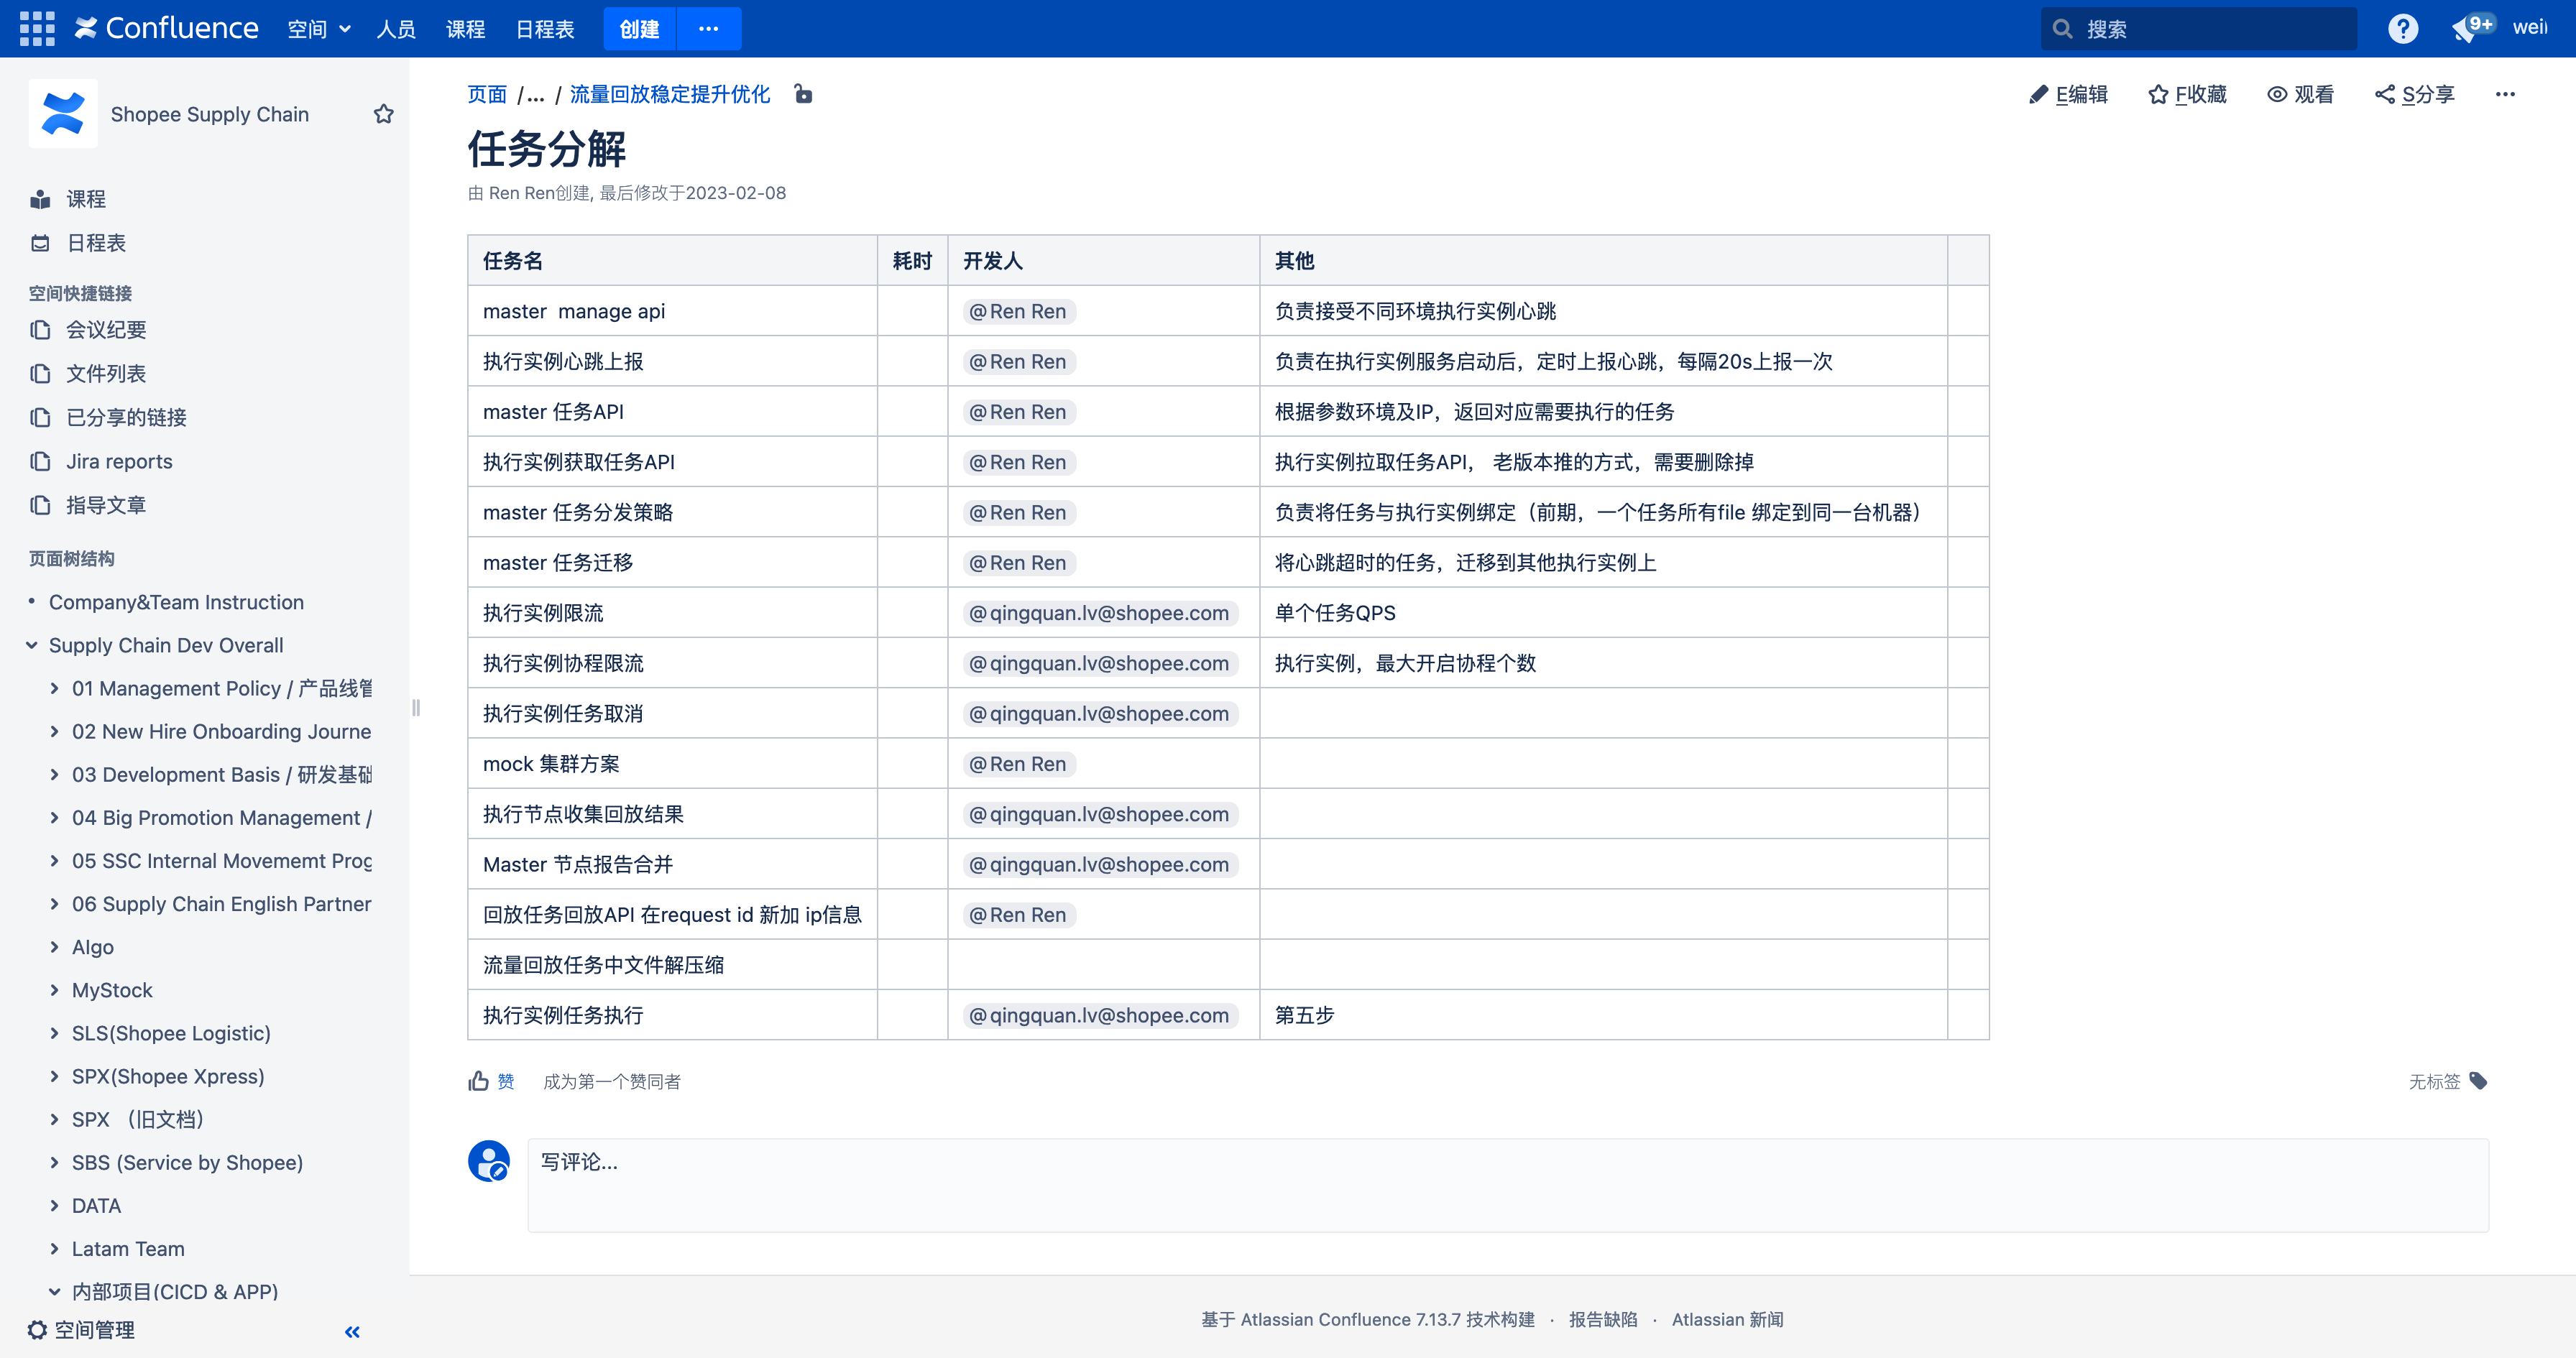 Confluence 空间 人员 课程 日程表 创建 ··· 搜索 9+ weil
Shopee Supply Chain
课程
日程表
空间快捷链接
会议纪要
文件列表
已分享的链接
Jira reports
指导文章
页面树结构
Company&Team Instruction
Supply Chain Dev Overall
01 Management Policy / 产品线管
02 New Hire Onboarding Journe
03 Development Basis / 研发基础
04 Big Promotion Management /
05 SSC Internal Movememt Prog
06 Supply Chain English Partner
Algo
MyStock
SLS(Shopee Logistic)
SPX(Shopee Xpress)
SPX （旧文档）
SBS (Service by Shopee)
DATA
Latam Team
内部项目(CICD & APP)
空间管理
页面 /... / 流量回放稳定提升优化
E编辑 F收藏 观看 S分享 ···
任务分解
由 Ren Ren创建, 最后修改于2023-02-08
任务名 耗时 开发人 其他
master manage api @Ren Ren 负责接受不同环境执行实例心跳
执行实例心跳上报 @Ren Ren 负责在执行实例服务启动后，定时上报心跳，每隔20s上报一次
master 任务API @Ren Ren 根据参数环境及IP，返回对应需要执行的任务
执行实例获取任务API @Ren Ren 执行实例拉取任务API， 老版本推的方式，需要删除掉
master 任务分发策略 @Ren Ren 负责将任务与执行实例绑定（前期，一个任务所有file 绑定到同一台机器）
master 任务迁移 @Ren Ren 将心跳超时的任务，迁移到其他执行实例上
执行实例限流 @qingquan.lv@shopee.com 单个任务QPS
执行实例协程限流 @qingquan.lv@shopee.com 执行实例，最大开启协程个数
执行实例任务取消 @qingquan.lv@shopee.com
mock 集群方案 @Ren Ren
执行节点收集回放结果 @qingquan.lv@shopee.com
Master 节点报告合并 @qingquan.lv@shopee.com
回放任务回放API 在request id 新加 ip信息 @Ren Ren
流量回放任务中文件解压缩
执行实例任务执行 @qingquan.lv@shopee.com 第五步
赞 成为第一个赞同者
无标签
写评论...
基于 Atlassian Confluence 7.13.7 技术构建 · 报告缺陷 · Atlassian 新闻